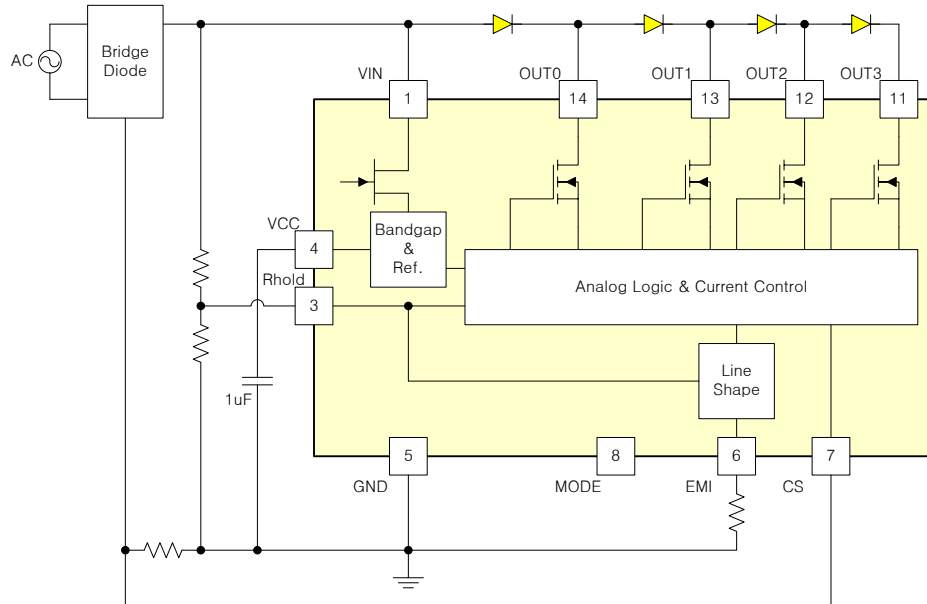 AC
Bridge
Diode
VIN
OUT0
OUT1
OUT2
OUT3
1
14
13
12
11
VCC
4
Bandgap
&
Ref.
Rhold
3
Analog Logic & Current Control
Line
Shape
1uF
5
8
6
7
GND
MODE
EMI
CS